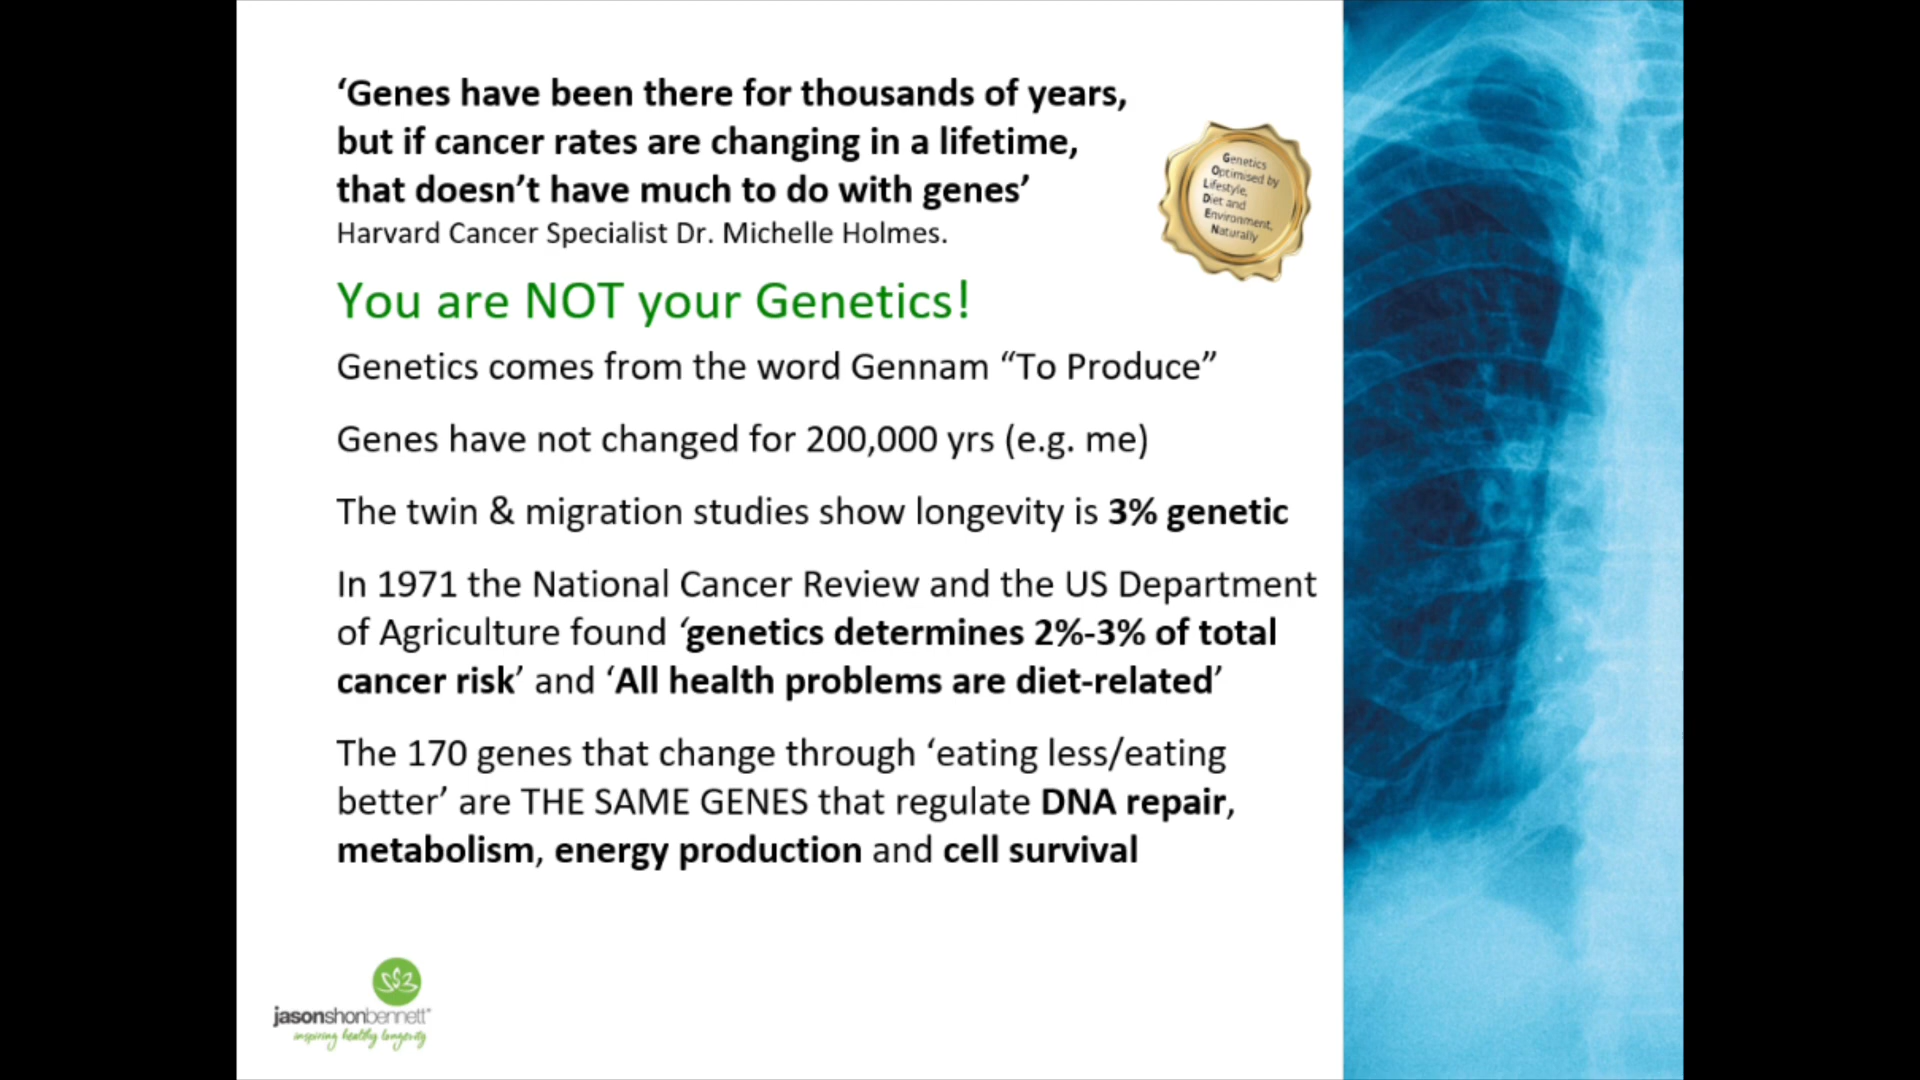 ‘Genes have been there for thousands of years,
but if cancer rates are changing in a lifetime,
that doesn’t have much to do with genes’
Harvard Cancer Specialist Dr. Michelle Holmes.
Genetics
Optimised by
Lifestyle,
Diet and
Environment,
Naturally
You are NOT your Genetics!
Genetics comes from the word Gennam “To Produce”
Genes have not changed for 200,000 yrs (e.g. me)
The twin & migration studies show longevity is 3% genetic
In 1971 the National Cancer Review and the US Department
of Agriculture found ‘genetics determines 2%-3% of total
cancer risk’ and ‘All health problems are diet-related’
The 170 genes that change through ‘eating less/eating
better’ are THE SAME GENES that regulate DNA repair,
metabolism, energy production and cell survival
jasonshonbennett
inspiring healthy longevity